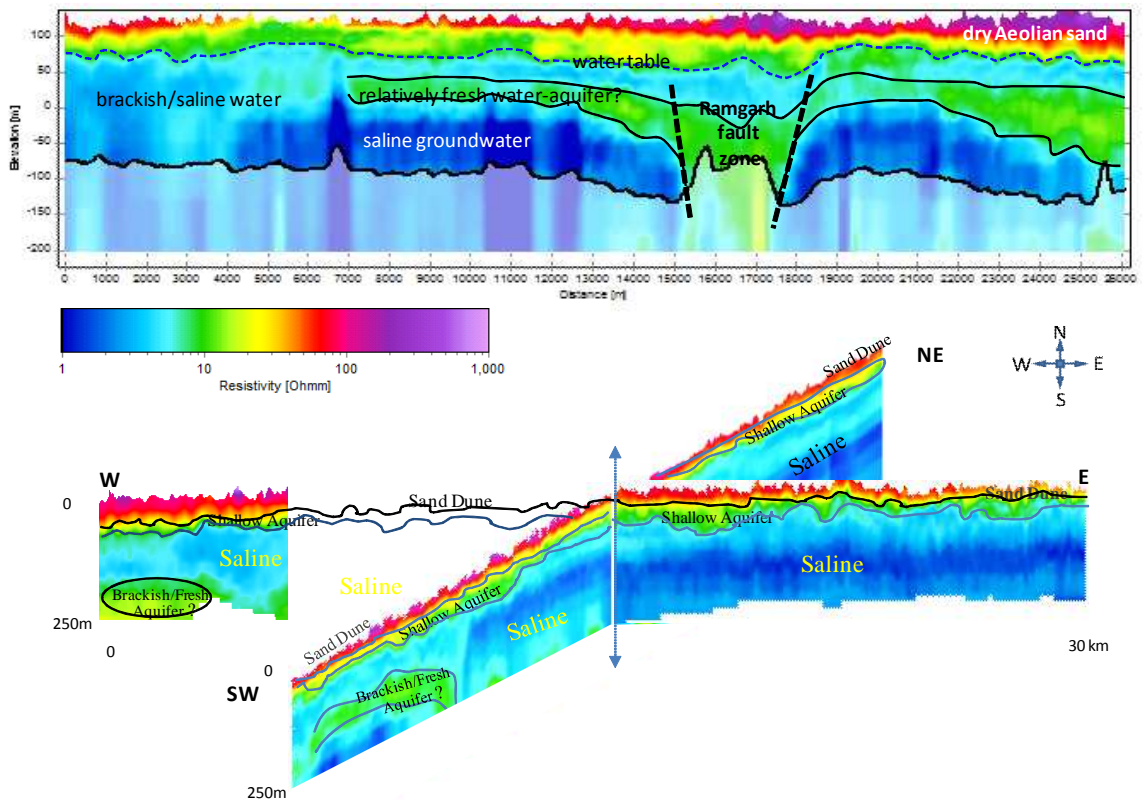 dry Aeolian sand
water table
brackish/saline water
relatively fresh water-aquifer?
Ramgarh
fault
zone
saline groundwater
Elevation [m]
100
50
0
-50
-100
-150
-200
0 1000 2000 3000 4000 5000 6000 7000 8000 9000 10000 11000 12000 13000 14000 15000 16000 17000 18000 19000 20000 21000 22000 23000 24000 25000 26000
Distance [m]
1 10 100 1,000
Resistivity [Ohmm]
N
W E
S
NE
Sand Dune
Shallow Aquifer
Saline
W
0
Shallow Aquifer
Saline
Brackish/Fresh
Aquifer ?
250m
0
Sand Dune
Saline
E
Sand Dune
Shallow Aquifer
Saline
30 km
Sand Dune
Shallow Aquifer
Saline
Brackish/Fresh
Aquifer ?
0
SW
250m